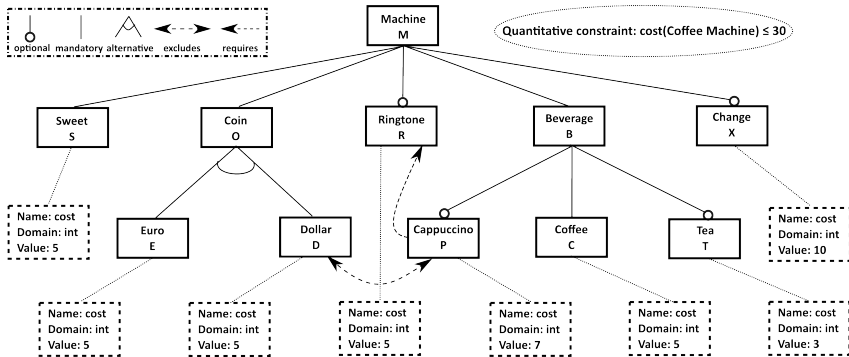 Machine
M
Quantitative constraint: cost(Coffee Machine) ≤ 30
optional mandatory alternative excludes requires
Sweet
S
Coin
O
Ringtone
R
Beverage
B
Change
X
Name: cost
Domain: int
Value: 5
Euro
E
Dollar
D
Cappuccino
P
Coffee
C
Tea
T
Name: cost
Domain: int
Value: 10
Name: cost
Domain: int
Value: 5
Name: cost
Domain: int
Value: 5
Name: cost
Domain: int
Value: 5
Name: cost
Domain: int
Value: 7
Name: cost
Domain: int
Value: 5
Name: cost
Domain: int
Value: 3